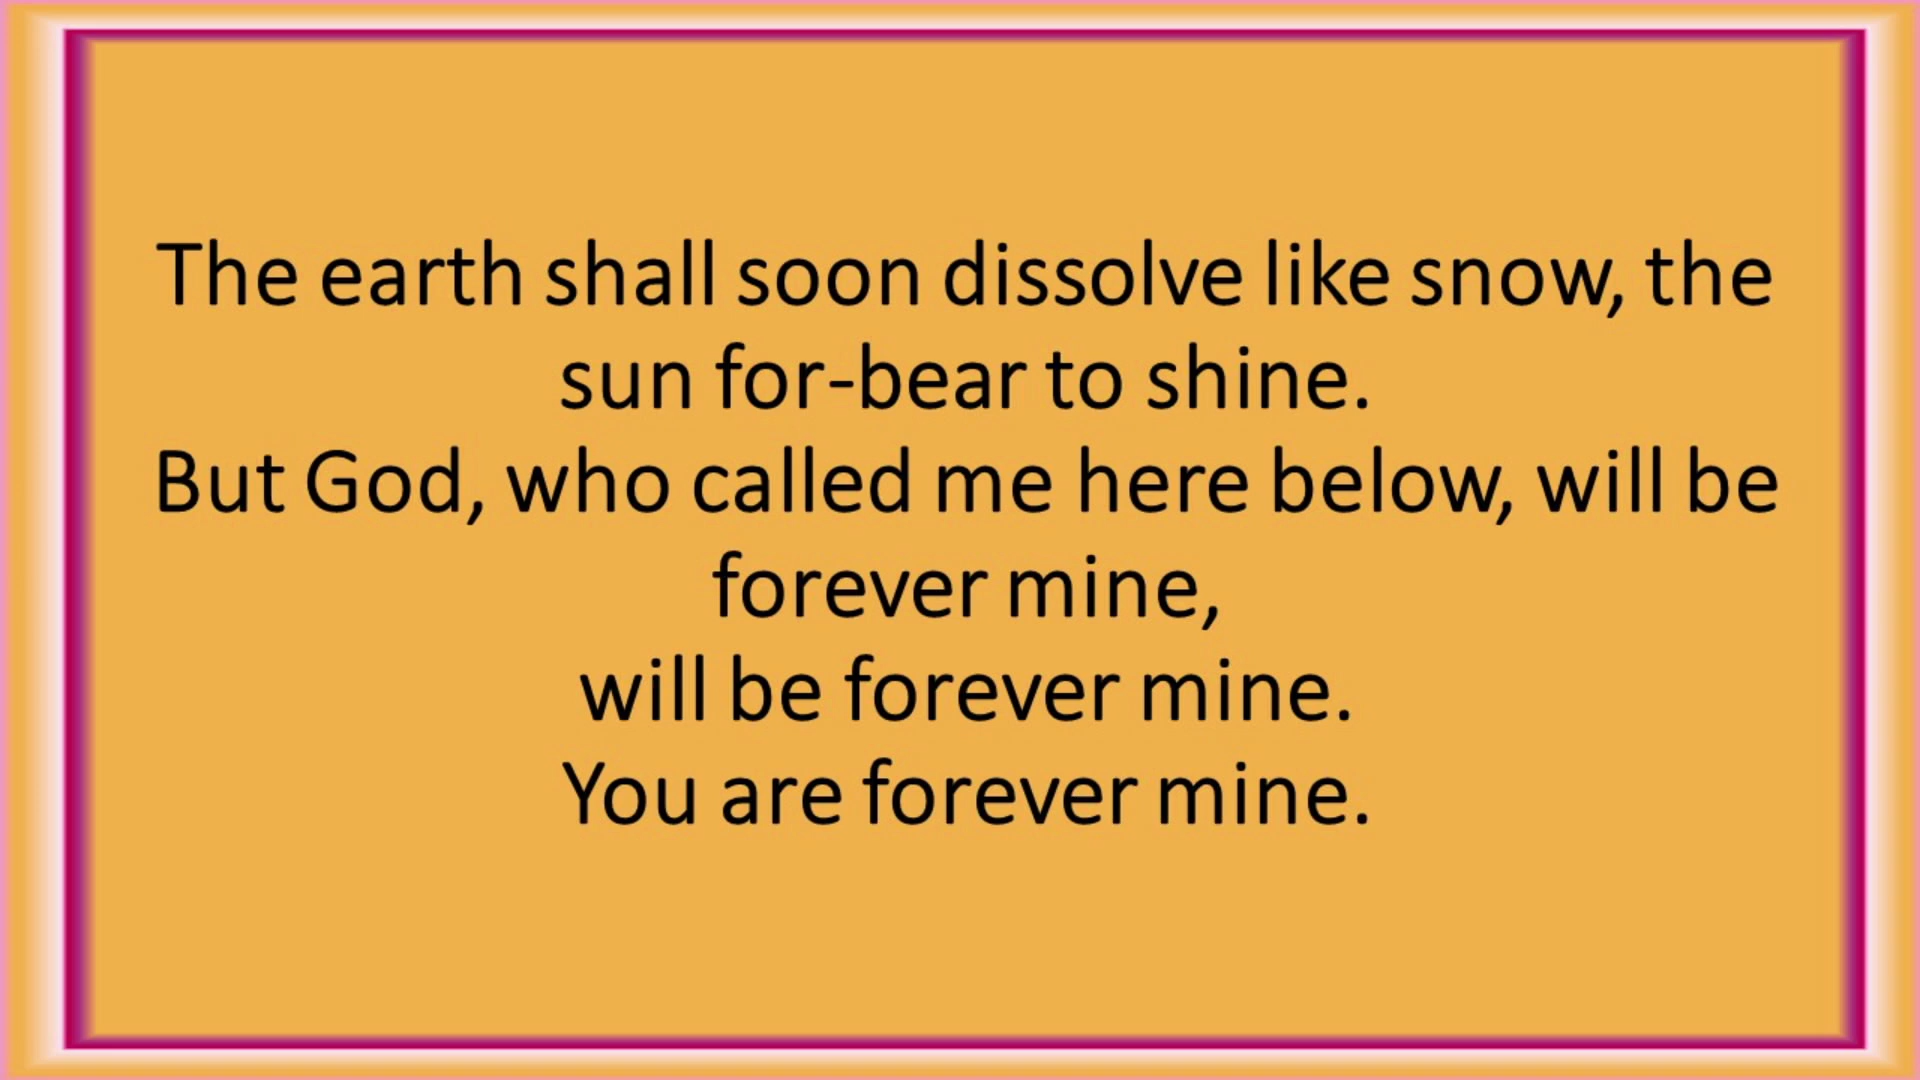 The earth shall soon dissolve like snow, the
sun for-bear to shine.
But God, who called me here below, will be
forever mine,
will be forever mine.
You are forever mine.